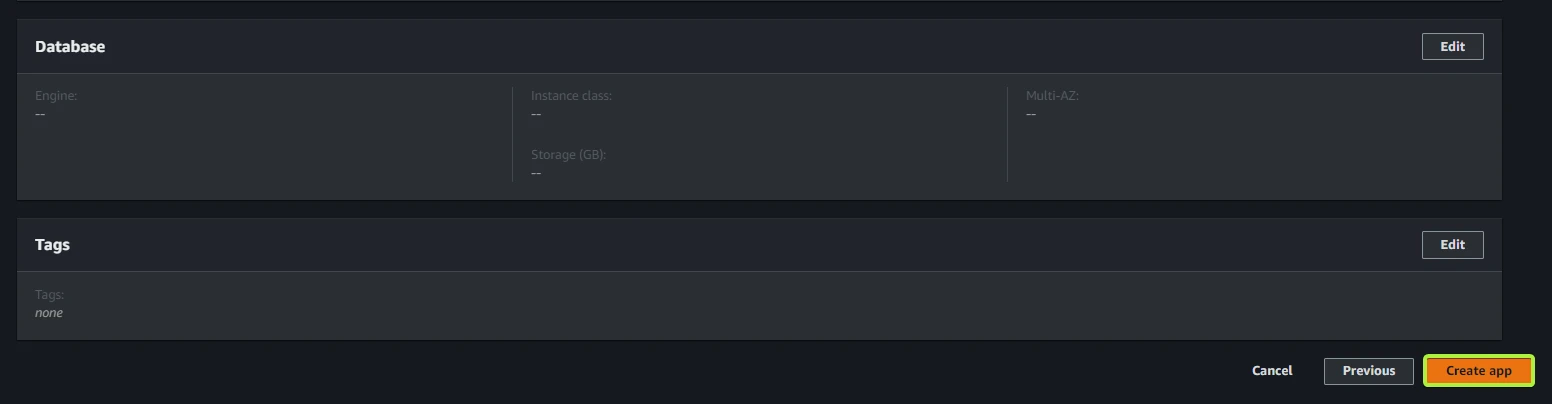 Database
Edit
Engine:
--
Instance class:
--
Storage (GB):
--
Multi-AZ:
--
Tags
Edit
Tags:
none
Cancel
Previous
Create app